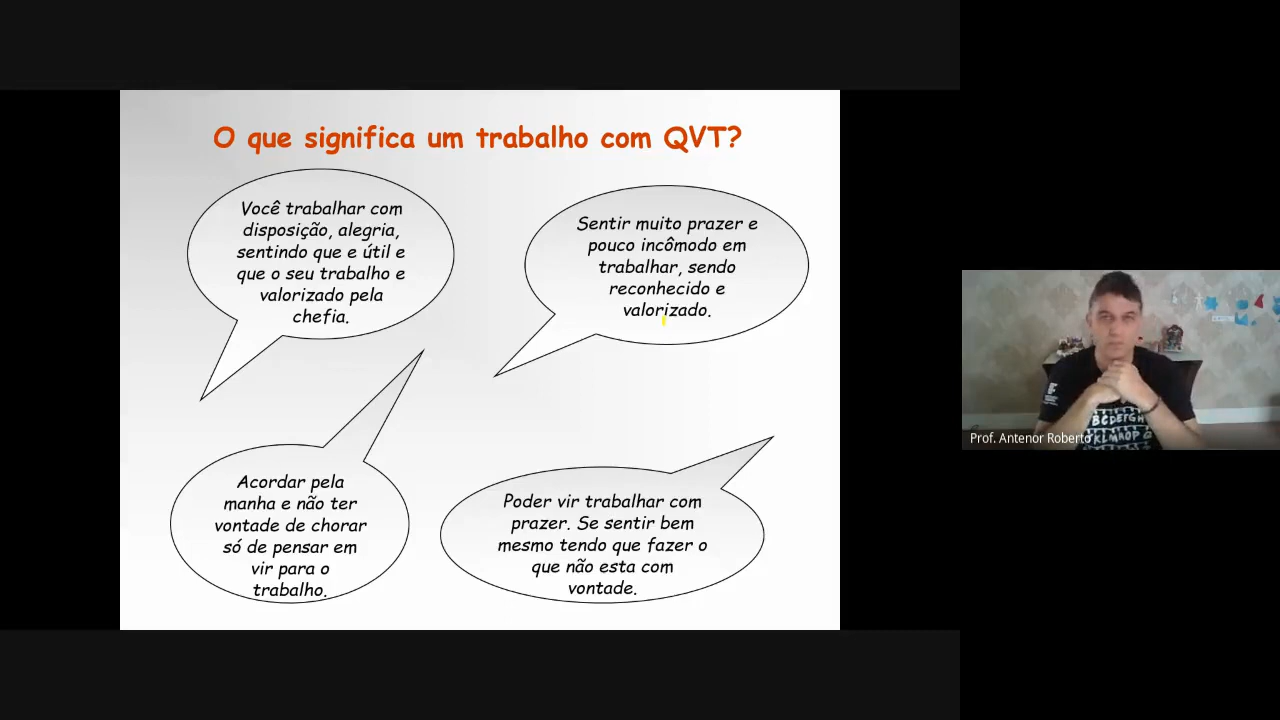 O que significa um trabalho com QVT?
Você trabalhar com
disposição, alegria,
sentindo que e útil e
que o seu trabalho e
valorizado pela
chefia.
Sentir muito prazer e
pouco incômodo em
trabalhar, sendo
reconhecido e
valorizado.
Acordar pela
manha e não ter
vontade de chorar
só de pensar em
vir para o
trabalho.
Poder vir trabalhar com
prazer. Se sentir bem
mesmo tendo que fazer o
que não esta com
vontade.
BCDEFGH
KLMNOPQ
Prof. Antenor Roberto